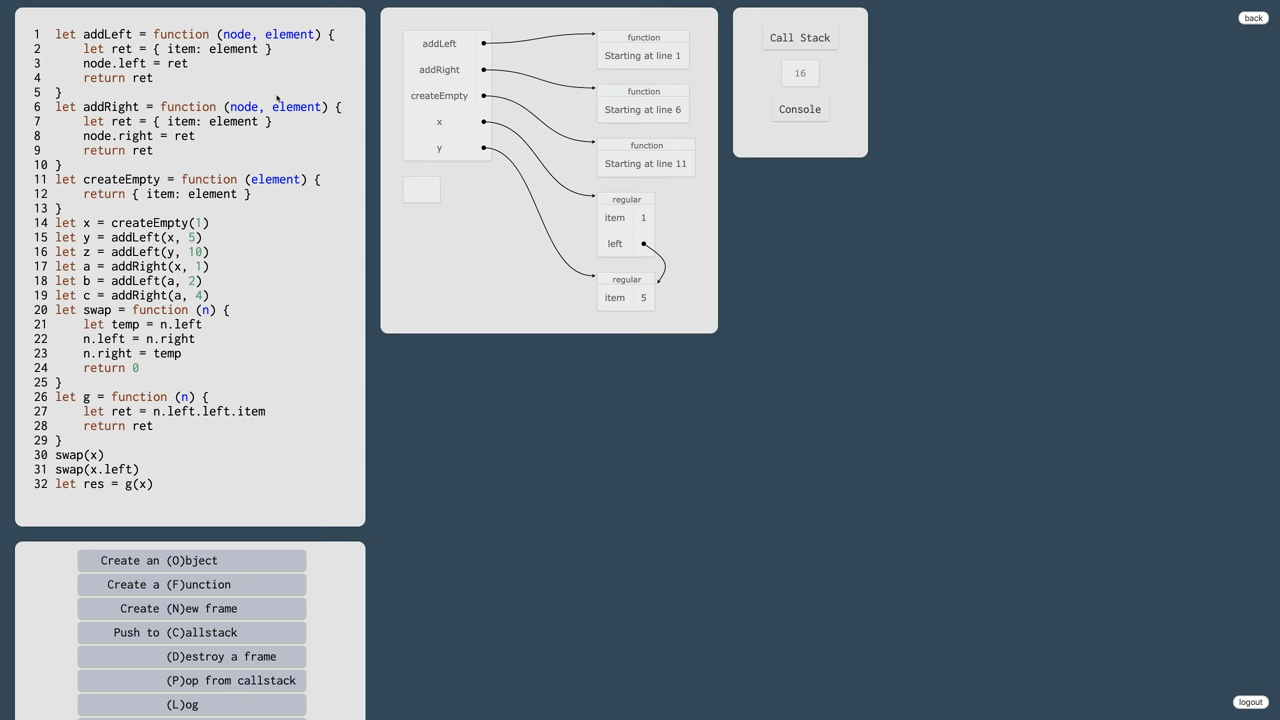 1 let addLeft = function (node, element) {
2 let ret = { item: element }
3 node.left = ret
4 return ret
5 }
6 let addRight = function (node, element) {
7 let ret = { item: element }
8 node.right = ret
9 return ret
10 }
11 let createEmpty = function (element) {
12 return { item: element }
13 }
14 let x = createEmpty(1)
15 let y = addLeft(x, 5)
16 let z = addLeft(y, 10)
17 let a = addRight(x, 1)
18 let b = addLeft(a, 2)
19 let c = addRight(a, 4)
20 let swap = function (n) {
21 let temp = n.left
22 n.left = n.right
23 n.right = temp
24 return 0
25 }
26 let g = function (n) {
27 let ret = n.left.left.item
28 return ret
29 }
30 swap(x)
31 swap(x.left)
32 let res = g(x)
Create an (O)bject
Create a (F)unction
Create (N)ew frame
Push to (C)allstack
(D)estroy a frame
(P)op from callstack
(L)og
addLeft
addRight
createEmpty
x
y
function
Starting at line 1
function
Starting at line 6
function
Starting at line 11
regular
item 1
left
regular
item 5
Call Stack
16
Console
back
logout